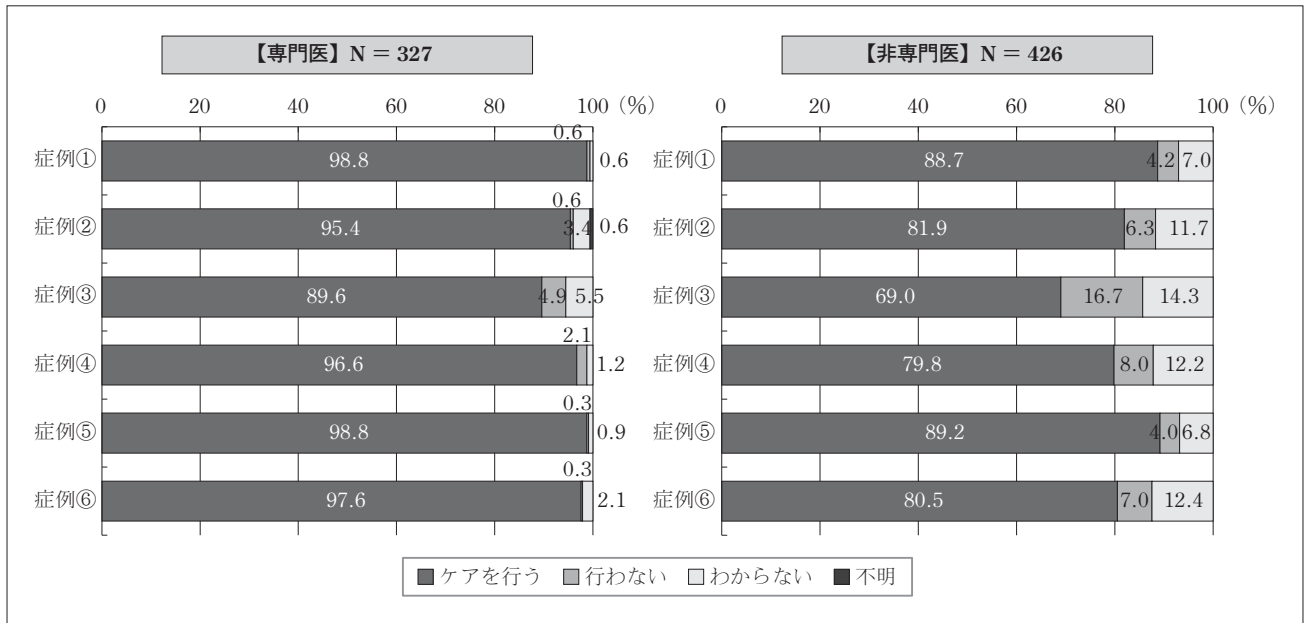 【専門医】N = 327
0 20 40 60 80 100 (%)
症例① 98.8 0.6 0.6
症例② 95.4 0.6 3.4 0.6
症例③ 89.6 4.9 5.5
症例④ 96.6 2.1 1.2
症例⑤ 98.8 0.3 0.9
症例⑥ 97.6 0.3 2.1
【非専門医】N = 426
0 20 40 60 80 100 (%)
症例① 88.7 4.2 7.0
症例② 81.9 6.3 11.7
症例③ 69.0 16.7 14.3
症例④ 79.8 8.0 12.2
症例⑤ 89.2 4.0 6.8
症例⑥ 80.5 7.0 12.4
ケアを行う 行わない わからない 不明